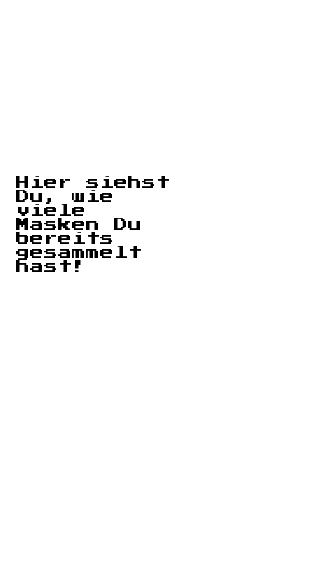 Hier siehst
Du, wie
viele
Masken Du
bereits
gesammelt
hast!